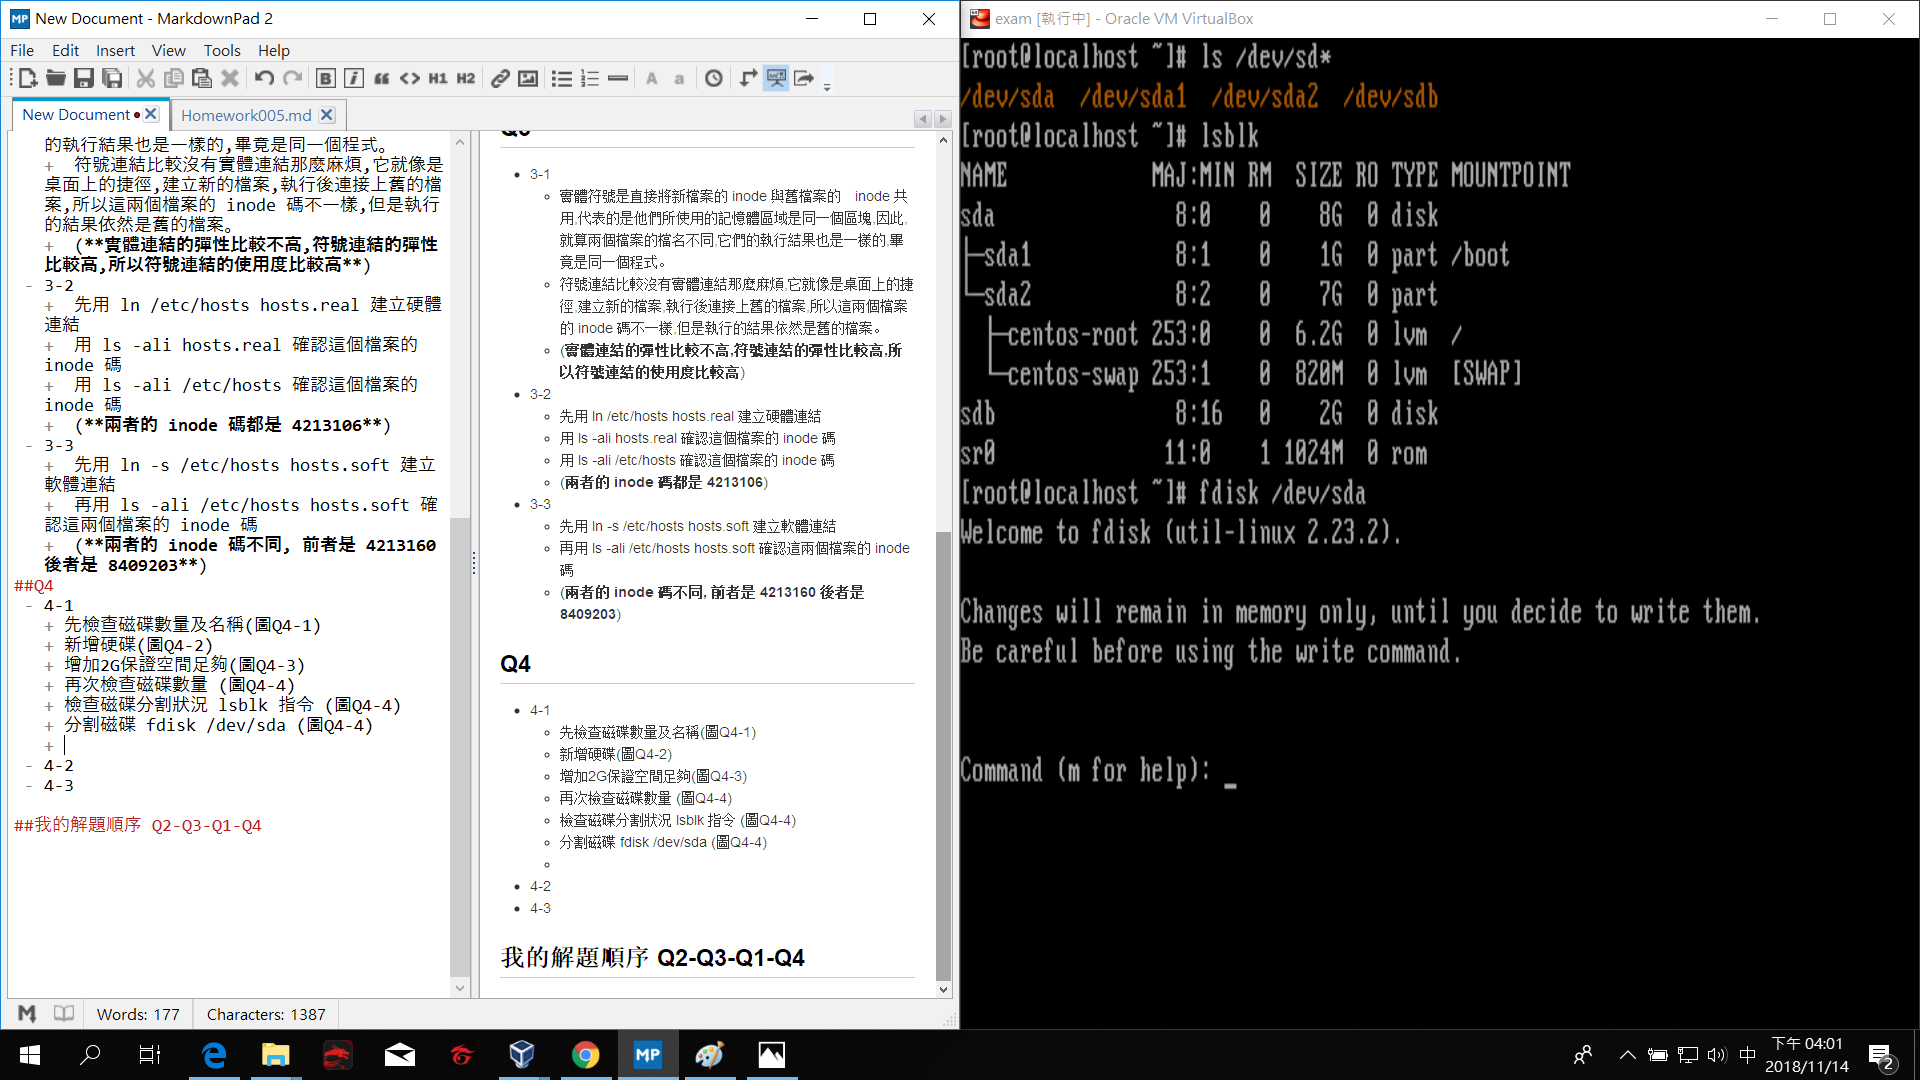 New Document - MarkdownPad 2
File Edit Insert View Tools Help
B i H1 H2 A a
New Document Homework005.md
的執行結果也是一樣的,畢竟是同一個程式。
+ 符號連結比較沒有實體連結那麼麻煩,它就像是
桌面上的捷徑,建立新的檔案,執行後連接上舊的檔
案,所以這兩個檔案的 inode 碼不一樣,但是執行
的結果依然是舊的檔案。
+ (**實體連結的彈性比較不高,符號連結的彈性
比較高,所以符號連結的使用度比較高**)
- 3-2
+ 先用 ln /etc/hosts hosts.real 建立硬體
連結
+ 用 ls -ali hosts.real 確認這個檔案的
inode 碼
+ 用 ls -ali /etc/hosts 確認這個檔案的
inode 碼
+ (**兩者的 inode 碼都是 4213106**)
- 3-3
+ 先用 ln -s /etc/hosts hosts.soft 建立
軟體連結
+ 再用 ls -ali /etc/hosts hosts.soft 確
認這兩個檔案的 inode 碼
+ (**兩者的 inode 碼不同, 前者是 4213160
後者是 8409203**)
##Q4
- 4-1
+ 先檢查磁碟數量及名稱(圖Q4-1)
+ 新增硬碟(圖Q4-2)
+ 增加2G保證空間足夠(圖Q4-3)
+ 再次檢查磁碟數量 (圖Q4-4)
+ 檢查磁碟分割狀況 lsblk 指令 (圖Q4-4)
+ 分割磁碟 fdisk /dev/sda (圖Q4-4)
+
- 4-2
- 4-3
##我的解題順序 Q2-Q3-Q1-Q4
3-1
實體符號是直接將新檔案的 inode 與舊檔案的 inode 共
用,代表的是他們所使用的記憶體區域是同一個區塊,因此,
就算兩個檔案的檔名不同,它們的執行結果也是一樣的,畢
竟是同一個程式。
符號連結比較沒有實體連結那麼麻煩,它就像是桌面上的捷
徑,建立新的檔案,執行後連接上舊的檔案,所以這兩個檔案
的 inode 碼不一樣,但是執行的結果依然是舊的檔案。
(實體連結的彈性比較不高,符號連結的彈性比較高,所
以符號連結的使用度比較高)
3-2
先用 ln /etc/hosts hosts.real 建立硬體連結
用 ls -ali hosts.real 確認這個檔案的 inode 碼
用 ls -ali /etc/hosts 確認這個檔案的 inode 碼
(兩者的 inode 碼都是 4213106)
3-3
先用 ln -s /etc/hosts hosts.soft 建立軟體連結
再用 ls -ali /etc/hosts hosts.soft 確認這兩個檔案的 inode
碼
(兩者的 inode 碼不同, 前者是 4213160 後者是
8409203)
Q4
4-1
先檢查磁碟數量及名稱(圖Q4-1)
新增硬碟(圖Q4-2)
增加2G保證空間足夠(圖Q4-3)
再次檢查磁碟數量 (圖Q4-4)
檢查磁碟分割狀況 lsblk 指令 (圖Q4-4)
分割磁碟 fdisk /dev/sda (圖Q4-4)
4-2
4-3
我的解題順序 Q2-Q3-Q1-Q4
Words: 177 Characters: 1387
exam [執行中] - Oracle VM VirtualBox
[root@localhost ~]# ls /dev/sd*
/dev/sda /dev/sda1 /dev/sda2 /dev/sdb
[root@localhost ~]# lsblk
NAME MAJ:MIN RM SIZE RO TYPE MOUNTPOINT
sda 8:0 0 8G 0 disk
├─sda1 8:1 0 1G 0 part /boot
└─sda2 8:2 0 7G 0 part
├─centos-root 253:0 0 6.2G 0 lvm /
└─centos-swap 253:1 0 820M 0 lvm [SWAP]
sdb 8:16 0 2G 0 disk
sr0 11:0 1 1024M 0 rom
[root@localhost ~]# fdisk /dev/sda
Welcome to fdisk (util-linux 2.23.2).
Changes will remain in memory only, until you decide to write them.
Be careful before using the write command.
Command (m for help): _
MP
中
下午 04:01
2018/11/14
2